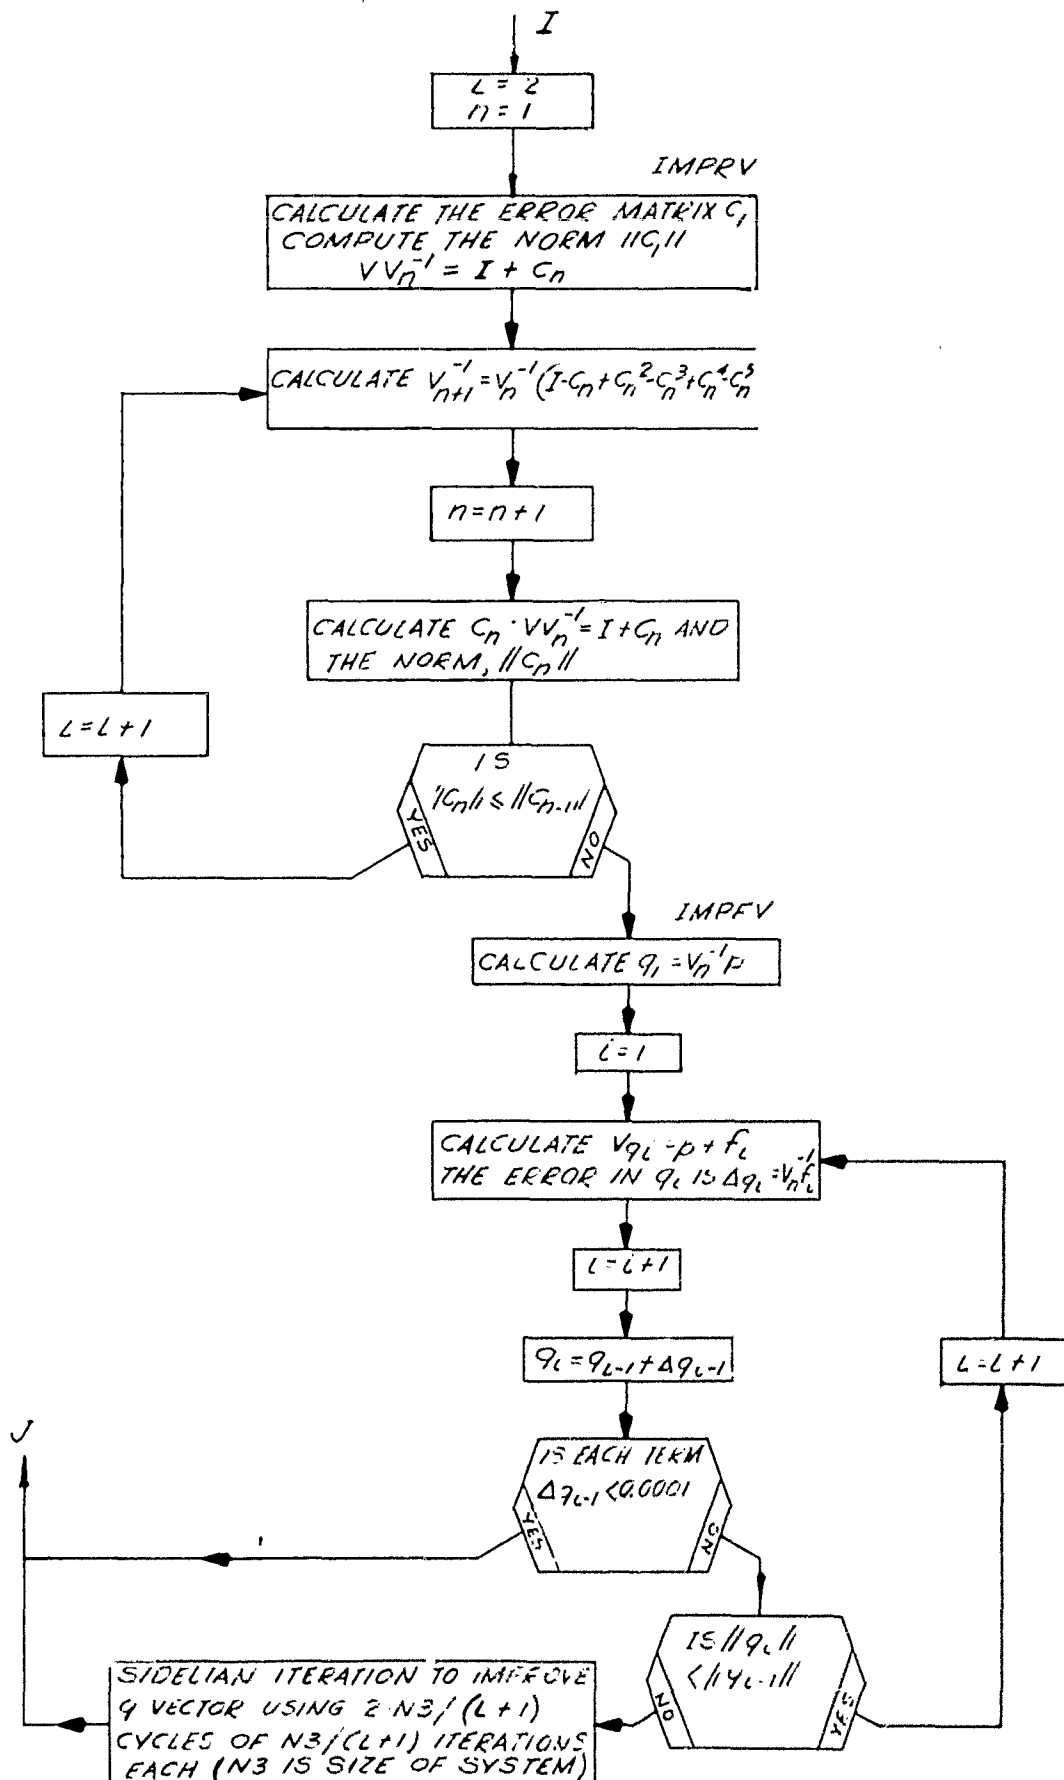 I
L = 2
n = 1
IMPRV
CALCULATE THE ERROR MATRIX C₁
COMPUTE THE NORM ||C₁||
VVₙ⁻¹ = I + Cₙ
CALCULATE Vₙ₊₁⁻¹ = Vₙ⁻¹ (I-Cₙ+Cₙ²-Cₙ³+Cₙ⁴-Cₙ⁵
n = n + 1
CALCULATE Cₙ · VVₙ⁻¹ = I + Cₙ AND
THE NORM, ||Cₙ||
L = L + 1
IS
||Cₙ|| ≤ ||Cₙ₋₁||
YES
NO
IMPFV
CALCULATE q₁ = Vₙ⁻¹ p
i = 1
CALCULATE Vqᵢ = p + fᵢ
THE ERROR IN qᵢ IS Δqᵢ = Vₙ⁻¹fᵢ
i = i + 1
qᵢ = qᵢ₋₁ + Δqᵢ₋₁
L = L + 1
J
IS EACH TERM
Δqᵢ₋₁ < 0.0001
YES
NO
IS ||qᵢ||
< ||qᵢ₋₁||
NO
YES
SIDELIAN ITERATION TO IMPROVE
q VECTOR USING 2·N3/(L+1)
CYCLES OF N3/(L+1) ITERATIONS
EACH (N3 IS SIZE OF SYSTEM)